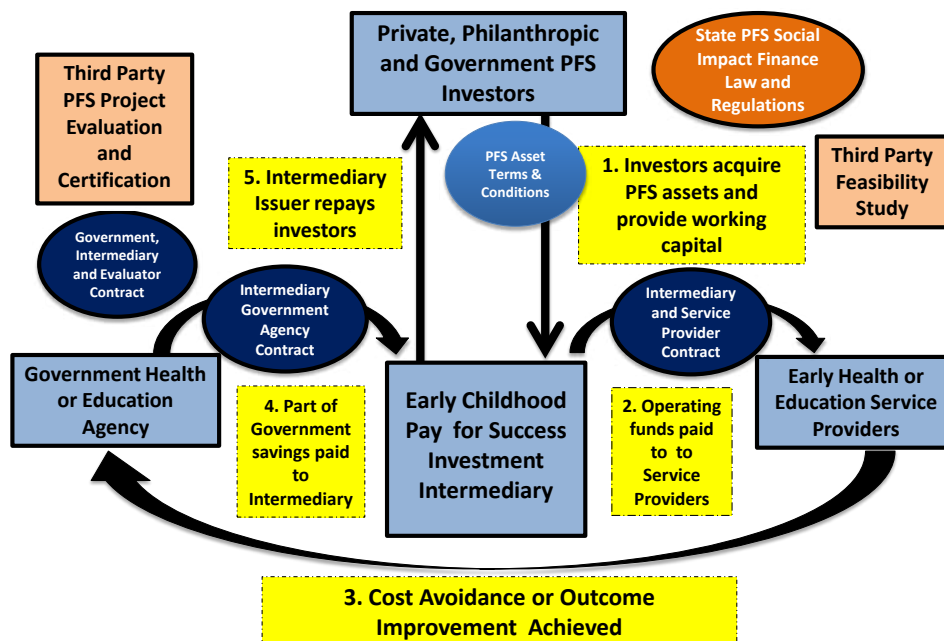 Private, Philanthropic
and Government PFS
Investors
State PFS Social
Impact Finance
Law and
Regulations
Third Party
PFS Project
Evaluation
and
Certification
PFS Asset
Terms &
Conditions
5. Intermediary
Issuer repays
investors
1. Investors acquire
PFS assets and
provide working
capital
Third Party
Feasibility
Study
Government,
Intermediary
and Evaluator
Contract
Intermediary
Government
Agency
Contract
Intermediary
and Service
Provider
Contract
Government Health
or Education
Agency
4. Part of
Government
savings paid
to
Intermediary
Early Childhood
Pay for Success
Investment
Intermediary
2. Operating
funds paid
to to
Service
Providers
Early Health or
Education Service
Providers
3. Cost Avoidance or Outcome
Improvement Achieved